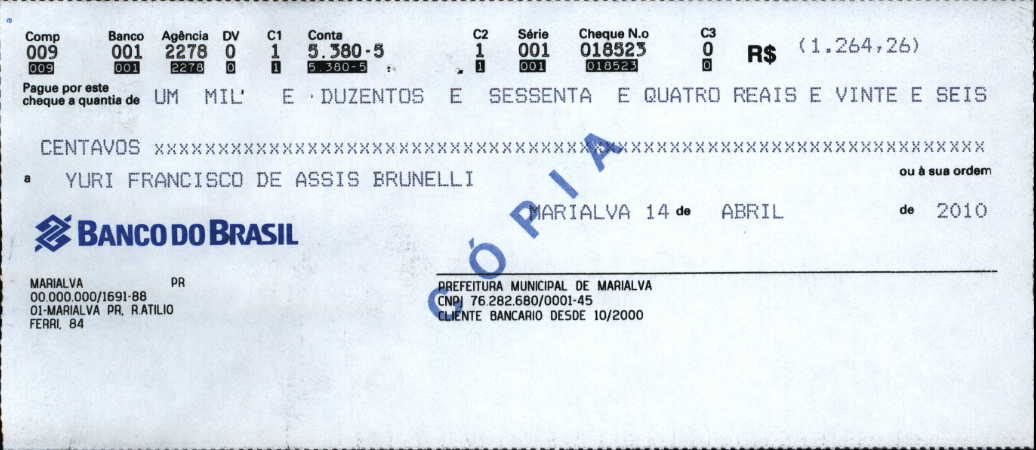 Comp Banco Agência DV C1 Conta C2 Série Cheque N.o C3
009 001 2278 0 1 5.380-5 1 001 018523 0 R$ (1.264,26)
009 001 2278 0 1 5.380-5 1 001 018523 0
Pague por este
cheque a quantia de UM MIL' E DUZENTOS E SESSENTA E QUATRO REAIS E VINTE E SEIS
CENTAVOS xxxxxxxxxxxxxxxxxxxxxxxxxxxxxxxxxxxxxxxxxxxxxxxxxxxxxxxxxxxxxxxxxxxxxxxxxxxxxx
a YURI FRANCISCO DE ASSIS BRUNELLI ou à sua ordem
MARIALVA 14 de ABRIL de 2010
BANCO DO BRASIL
CÓPIA
MARIALVA PR
00.000.000/1691-88
01-MARIALVA PR, R.ATILIO
FERRI, 84
PREFEITURA MUNICIPAL DE MARIALVA
CNPJ 76.282.680/0001-45
CLIENTE BANCARIO DESDE 10/2000